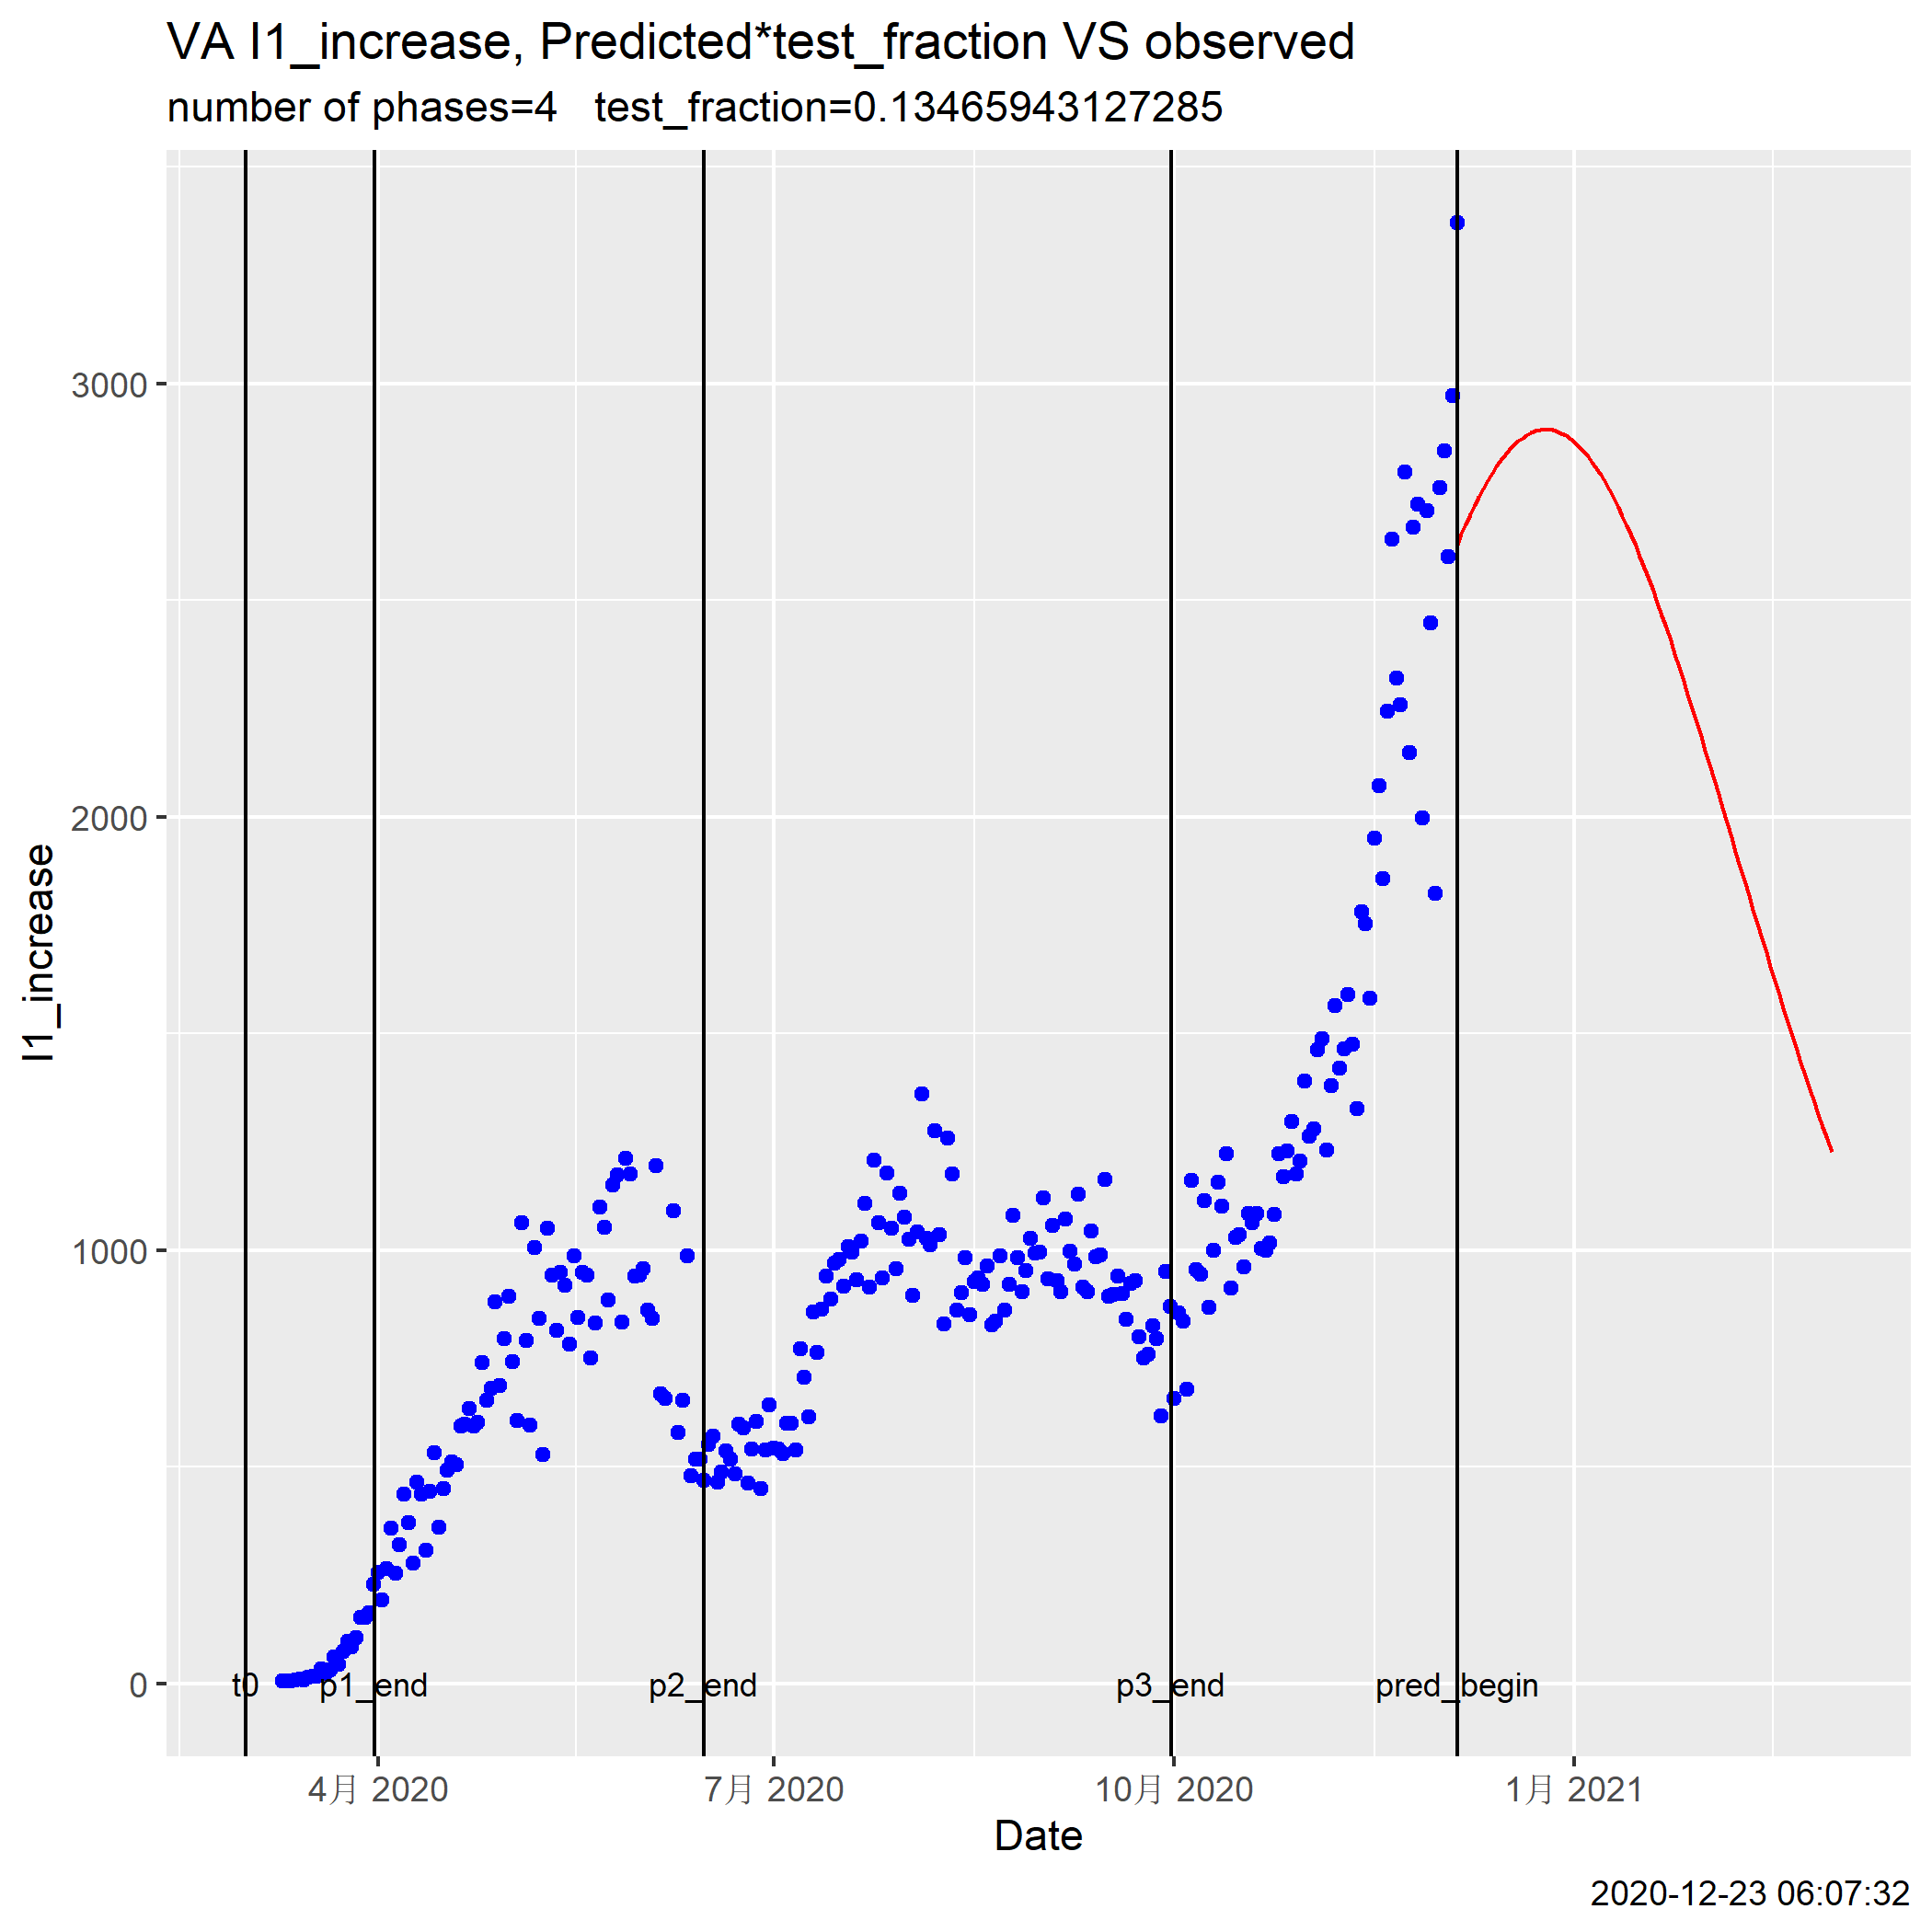 VA I1_increase, Predicted*test_fraction VS observed
number of phases=4   test_fraction=0.13465943127285
I1_increase
3000
2000
1000
0
t0
p1_end
p2_end
p3_end
pred_begin
4月 2020
7月 2020
10月 2020
1月 2021
Date
2020-12-23 06:07:32